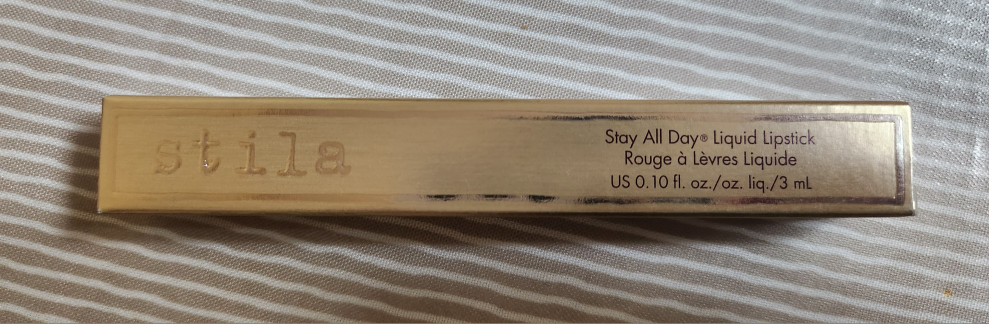 stila
Stay All Day® Liquid Lipstick
Rouge à Lèvres Liquide
US 0.10 fl. oz./oz. liq./3 mL